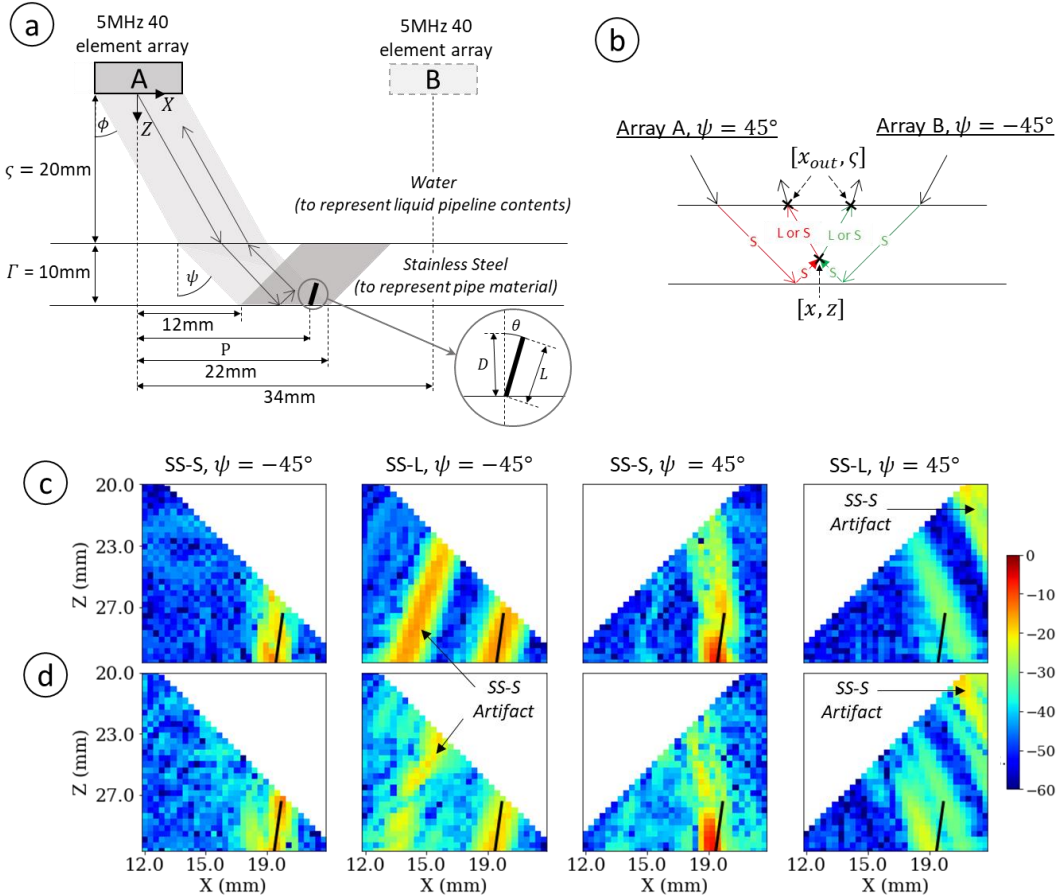 a
5MHz 40
element array
A
X
Z
ϕ
5MHz 40
element array
B
ς = 20mm
Water
(to represent liquid pipeline contents)
Γ = 10mm
ψ
Stainless Steel
(to represent pipe material)
12mm
P
22mm
34mm
θ
D
L
b
Array A, ψ = 45°
Array B, ψ = −45°
[x_out, ς]
S
L or S
L or S
S
S
S
[x, z]
c
SS-S, ψ = −45°
SS-L, ψ = −45°
SS-S, ψ = 45°
SS-L, ψ = 45°
20.0
23.0
27.0
Z (mm)
SS-S
Artifact
d
20.0
23.0
27.0
Z (mm)
SS-S
Artifact
SS-S
Artifact
12.0 15.0 19.0
X (mm)
12.0 15.0 19.0
X (mm)
12.0 15.0 19.0
X (mm)
12.0 15.0 19.0
X (mm)
0
−10
−20
−30
−40
−50
−60